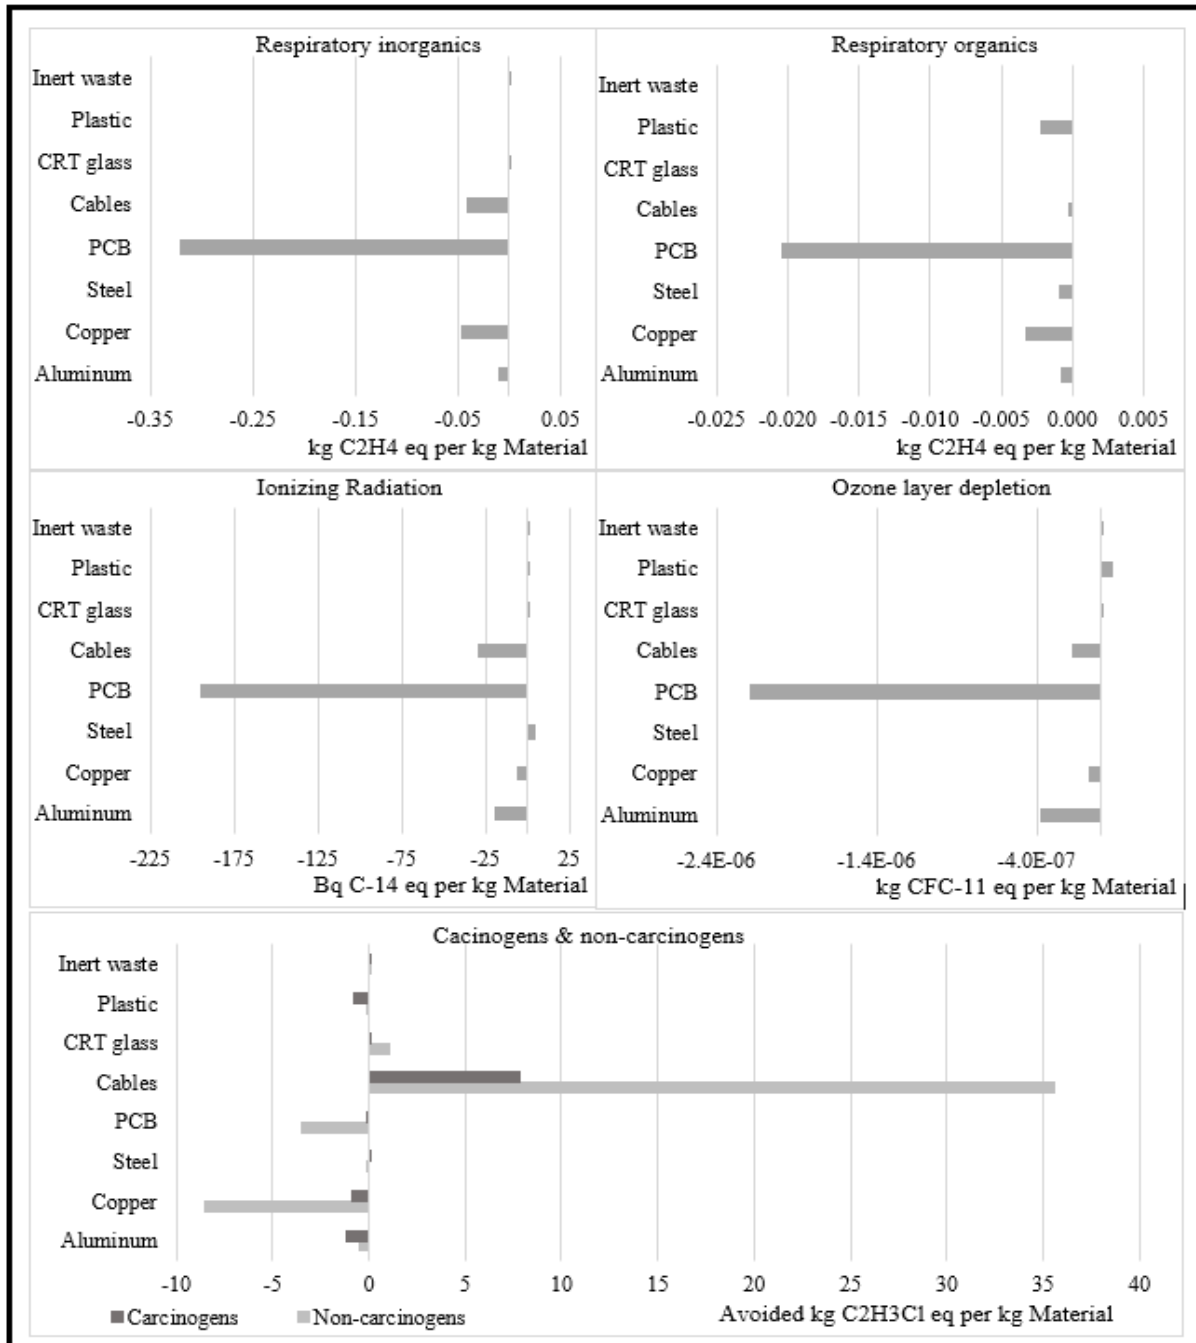 Respiratory inorganics
Inert waste
Plastic
CRT glass
Cables
PCB
Steel
Copper
Aluminum
-0.35 -0.25 -0.15 -0.05 0.05
kg C2H4 eq per kg Material
Respiratory organics
Inert waste
Plastic
CRT glass
Cables
PCB
Steel
Copper
Aluminum
-0.025 -0.020 -0.015 -0.010 -0.005 0.000 0.005
kg C2H4 eq per kg Material
Ionizing Radiation
Inert waste
Plastic
CRT glass
Cables
PCB
Steel
Copper
Aluminum
-225 -175 -125 -75 -25 25
Bq C-14 eq per kg Material
Ozone layer depletion
Inert waste
Plastic
CRT glass
Cables
PCB
Steel
Copper
Aluminum
-2.4E-06 -1.4E-06 -4.0E-07
kg CFC-11 eq per kg Material
Cacinogens & non-carcinogens
Inert waste
Plastic
CRT glass
Cables
PCB
Steel
Copper
Aluminum
-10 -5 0 5 10 15 20 25 30 35 40
Carcinogens Non-carcinogens Avoided kg C2H3Cl eq per kg Material